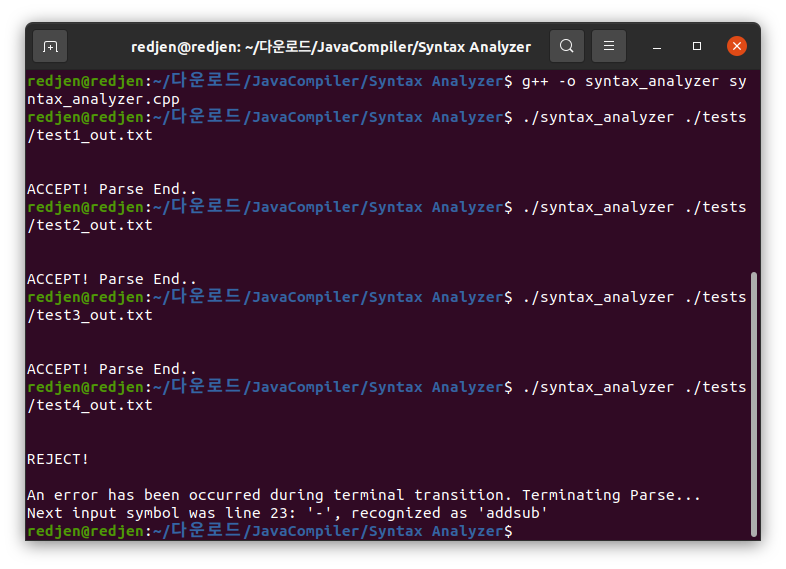 redjen@redjen: ~/다운로드/JavaCompiler/Syntax Analyzer
redjen@redjen:~/다운로드/JavaCompiler/Syntax Analyzer$ g++ -o syntax_analyzer sy
ntax_analyzer.cpp
redjen@redjen:~/다운로드/JavaCompiler/Syntax Analyzer$ ./syntax_analyzer ./tests
/test1_out.txt
ACCEPT! Parse End..
redjen@redjen:~/다운로드/JavaCompiler/Syntax Analyzer$ ./syntax_analyzer ./tests
/test2_out.txt
ACCEPT! Parse End..
redjen@redjen:~/다운로드/JavaCompiler/Syntax Analyzer$ ./syntax_analyzer ./tests
/test3_out.txt
ACCEPT! Parse End..
redjen@redjen:~/다운로드/JavaCompiler/Syntax Analyzer$ ./syntax_analyzer ./tests
/test4_out.txt
REJECT!
An error has been occurred during terminal transition. Terminating Parse...
Next input symbol was line 23: '-', recognized as 'addsub'
redjen@redjen:~/다운로드/JavaCompiler/Syntax Analyzer$